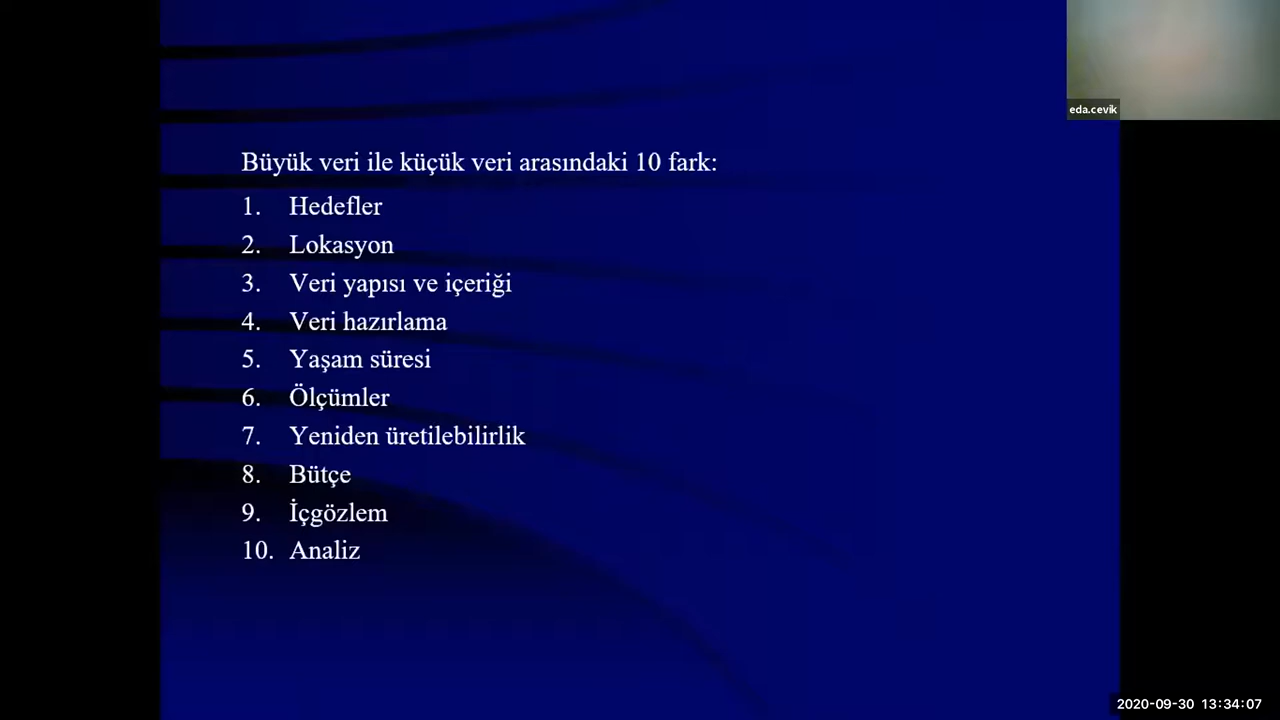 eda.cevik
Büyük veri ile küçük veri arasındaki 10 fark:
1. Hedefler
2. Lokasyon
3. Veri yapısı ve içeriği
4. Veri hazırlama
5. Yaşam süresi
6. Ölçümler
7. Yeniden üretilebilirlik
8. Bütçe
9. İçgözlem
10. Analiz
2020-09-30 13:34:07